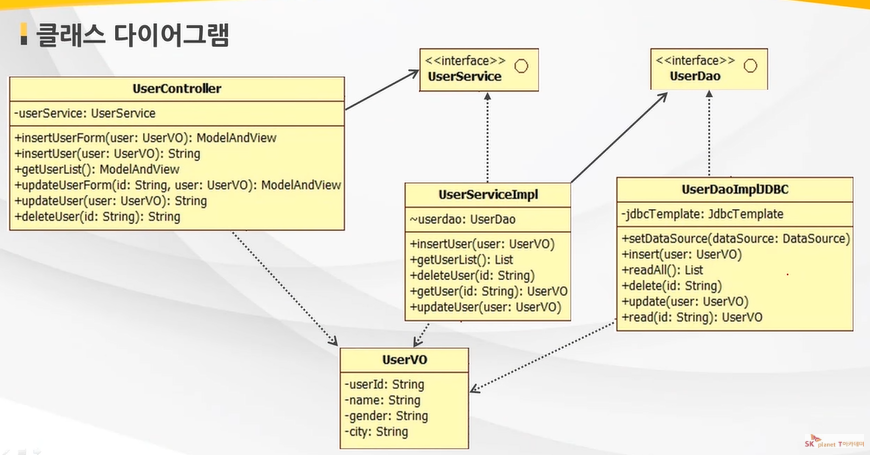 클래스 다이어그램
UserController
-userService: UserService
+insertUserForm(user: UserVO): ModelAndView
+insertUser(user: UserVO): String
+getUserList(): ModelAndView
+updateUserForm(id: String, user: UserVO): ModelAndView
+updateUser(user: UserVO): String
+deleteUser(id: String): String
<<interface>>
UserService
<<interface>>
UserDao
UserServiceImpl
~userdao: UserDao
+insertUser(user: UserVO)
+getUserList(): List
+deleteUser(id: String)
+getUser(id: String): UserVO
+updateUser(user: UserVO)
UserDaoImplJDBC
-jdbcTemplate: JdbcTemplate
+setDataSource(dataSource: DataSource)
+insert(user: UserVO)
+readAll(): List
+delete(id: String)
+update(user: UserVO)
+read(id: String): UserVO
UserVO
-userId: String
-name: String
-gender: String
-city: String
SK planet T아카데미